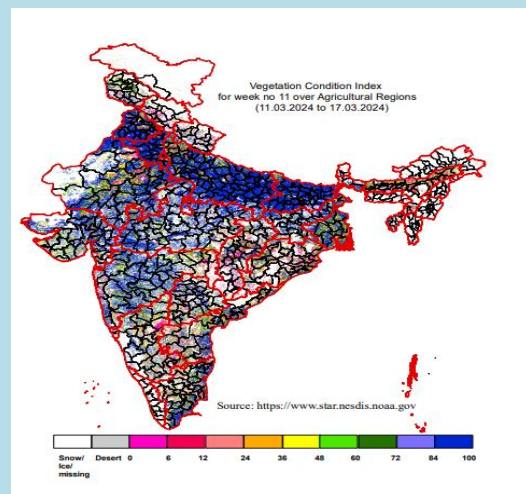 Vegetation Condition Index
for week no 11 over Agricultural Regions
(11.03.2024 to 17.03.2024)
Source: https://www.star.nesdis.noaa.gov
Snow/ Desert 0 6 12 24 36 48 60 72 84 100
Ice/
missing